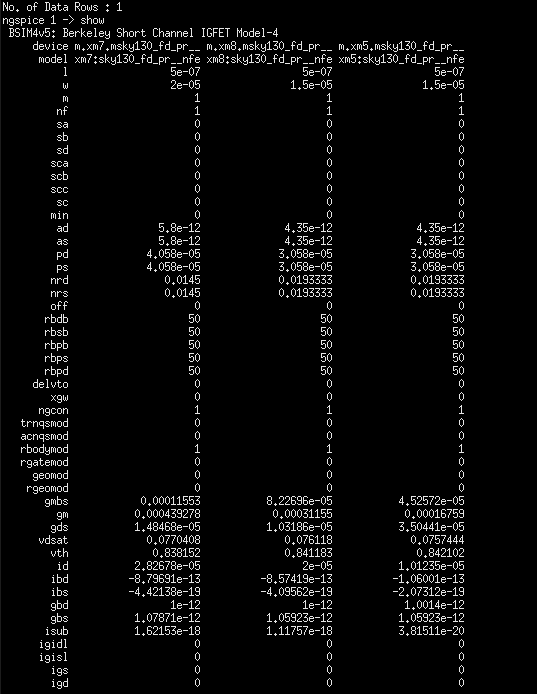 No. of Data Rows : 1
ngspice 1 -> show
BSIM4v5: Berkeley Short Channel IGFET Model-4
device m.xm7.msky130_fd_pr__ m.xm8.msky130_fd_pr__ m.xm5.msky130_fd_pr__
model xm7:sky130_fd_pr__nfe xm8:sky130_fd_pr__nfe xm5:sky130_fd_pr__nfe
l 5e-07 5e-07 5e-07
w 2e-05 1.5e-05 1.5e-05
m 1 1 1
nf 1 1 1
sa 0 0 0
sb 0 0 0
sd 0 0 0
sca 0 0 0
scb 0 0 0
scc 0 0 0
sc 0 0 0
min 0 0 0
ad 5.8e-12 4.35e-12 4.35e-12
as 5.8e-12 4.35e-12 4.35e-12
pd 4.058e-05 3.058e-05 3.058e-05
ps 4.058e-05 3.058e-05 3.058e-05
nrd 0.0145 0.0193333 0.0193333
nrs 0.0145 0.0193333 0.0193333
off 0 0 0
rbdb 50 50 50
rbsb 50 50 50
rbpb 50 50 50
rbps 50 50 50
rbpd 50 50 50
delvto 0 0 0
xgw 0 0 0
ngcon 1 1 1
trnqsmod 0 0 0
acnqsmod 0 0 0
rbodymod 1 1 1
rgatemod 0 0 0
geomod 0 0 0
rgeomod 0 0 0
gmbs 0.00011553 8.22696e-05 4.52572e-05
gm 0.000439278 0.00031155 0.00016759
gds 1.48468e-05 1.03186e-05 3.50441e-05
vdsat 0.0770408 0.076118 0.0757444
vth 0.838152 0.841183 0.842102
id 2.82678e-05 2e-05 1.01235e-05
ibd -8.79691e-13 -8.57419e-13 -1.06001e-13
ibs -4.42138e-19 -4.09562e-19 -2.07312e-19
gbd 1e-12 1e-12 1.0014e-12
gbs 1.07871e-12 1.05923e-12 1.05923e-12
isub 1.62153e-18 1.11757e-18 3.81511e-20
igidl 0 0 0
igisl 0 0 0
igs 0 0 0
igd 0 0 0